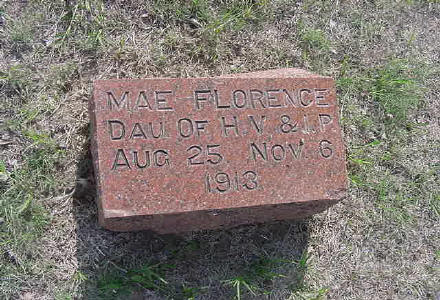 MAE FLORENCE
DAU OF H.V. & I.P
AUG 25 NOV. 6
1913